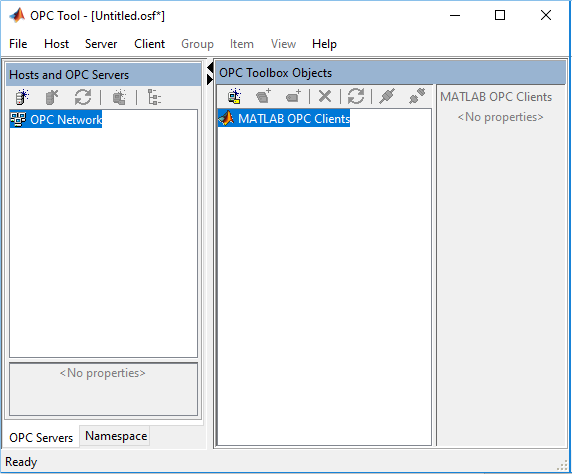 OPC Tool - [Untitled.osf*]
File Host Server Client Group Item View Help
Hosts and OPC Servers
OPC Network
<No properties>
OPC Servers Namespace
OPC Toolbox Objects
MATLAB OPC Clients
MATLAB OPC Clients
<No properties>
Ready